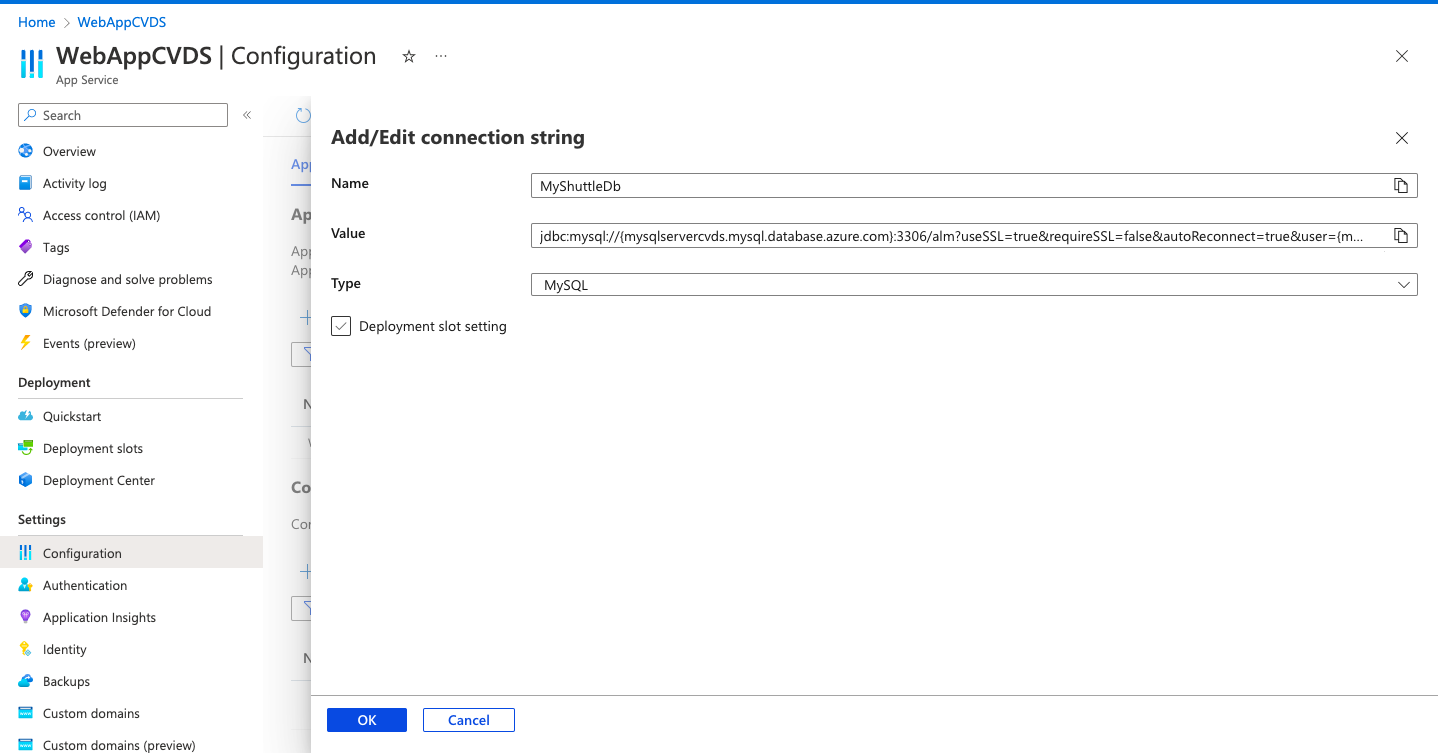 Home > WebAppCVDS
WebAppCVDS | Configuration ...
App Service
Search «
Overview
Activity log
Access control (IAM)
Tags
Diagnose and solve problems
Microsoft Defender for Cloud
Events (preview)
Deployment
Quickstart
Deployment slots
Deployment Center
Settings
Configuration
Authentication
Application Insights
Identity
Backups
Custom domains
Custom domains (preview)
App
Ap
App
App
N
Co
Con
N
Add/Edit connection string
Name
MyShuttleDb
Value
jdbc:mysql://{mysqlservercvds.mysql.database.azure.com}:3306/alm?useSSL=true&requireSSL=false&autoReconnect=true&user={m...
Type
MySQL
Deployment slot setting
OK
Cancel